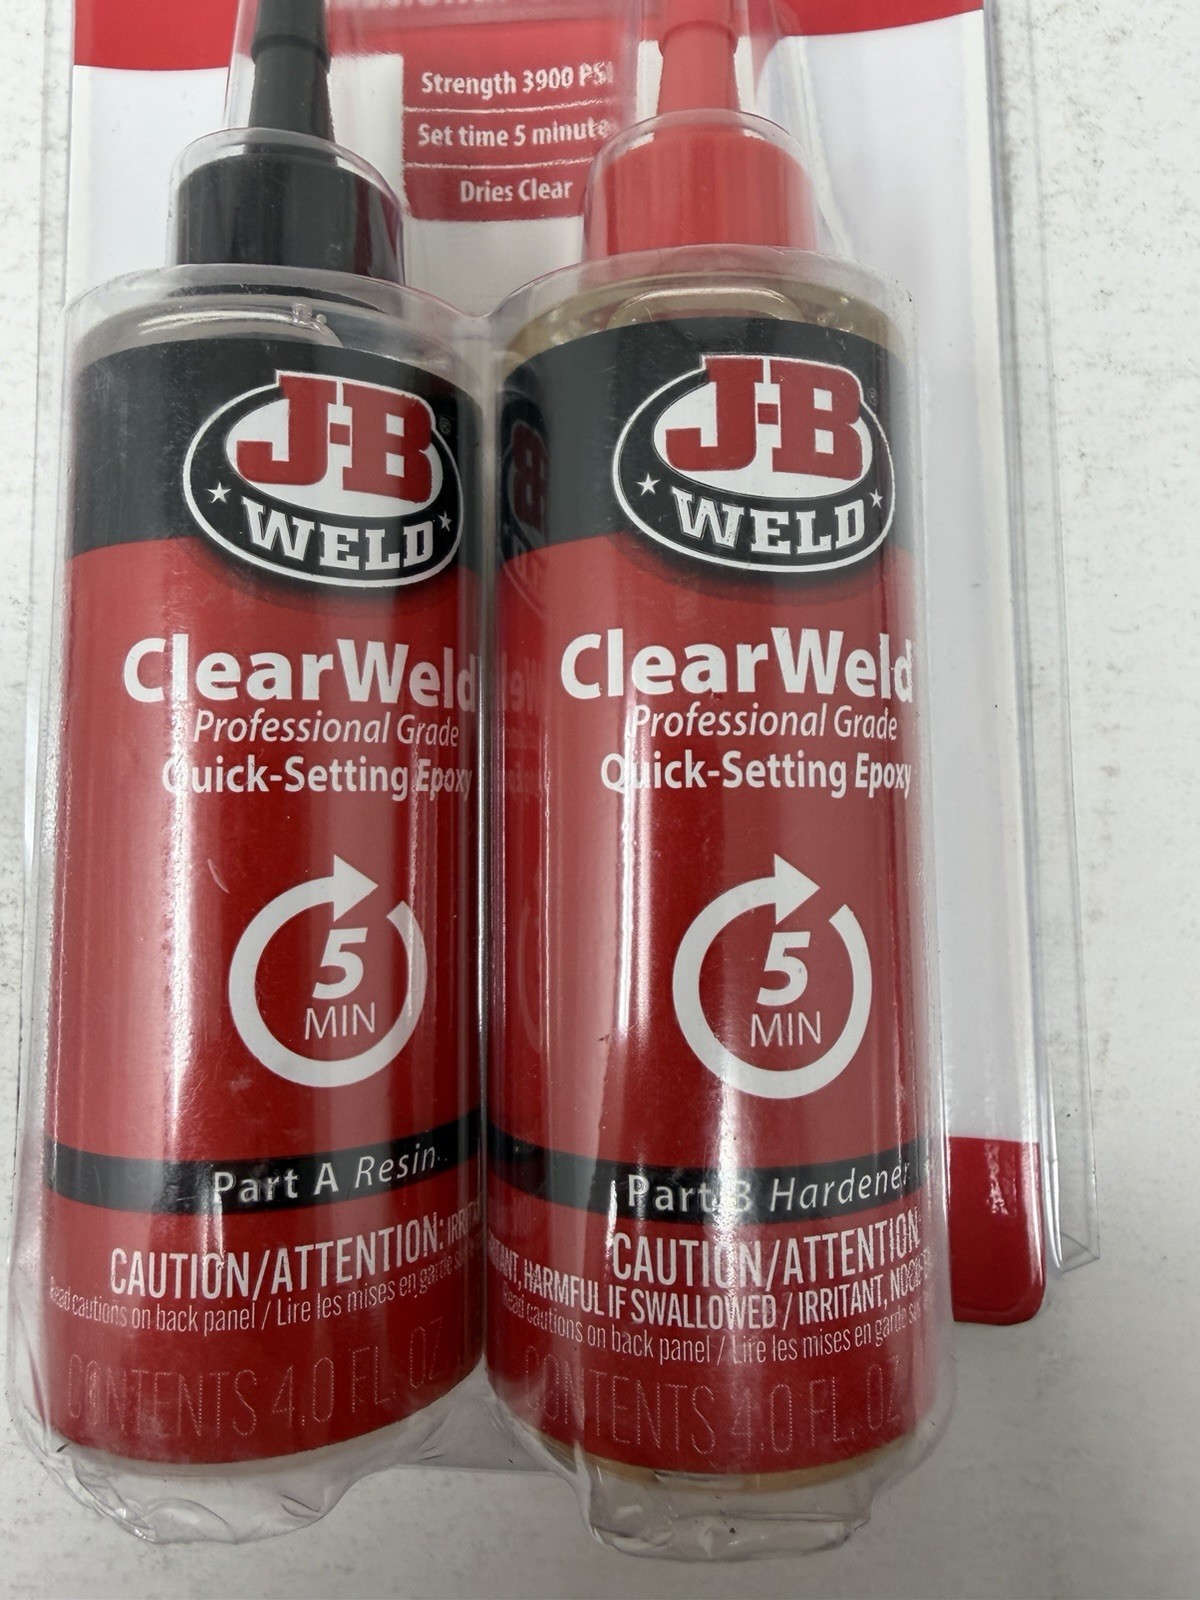 Strength 3900 PSI
Set time 5 minute
Dries Clear
J-B
WELD
ClearWeld
Professional Grade
Quick-Setting Epoxy
5
MIN
Part A Resin
CAUTION/ATTENTION:
Read cautions on back panel / Lire les mises en garde
CONTENTS 4.0 FL. OZ
J-B
WELD
ClearWeld
Professional Grade
Quick-Setting Epoxy
5
MIN
Part B Hardener
CAUTION/ATTENTION
HARMFUL IF SWALLOWED / IRRITANT,
Read cautions on back panel / Lire les mises en garde
CONTENTS 4.0 FL. OZ